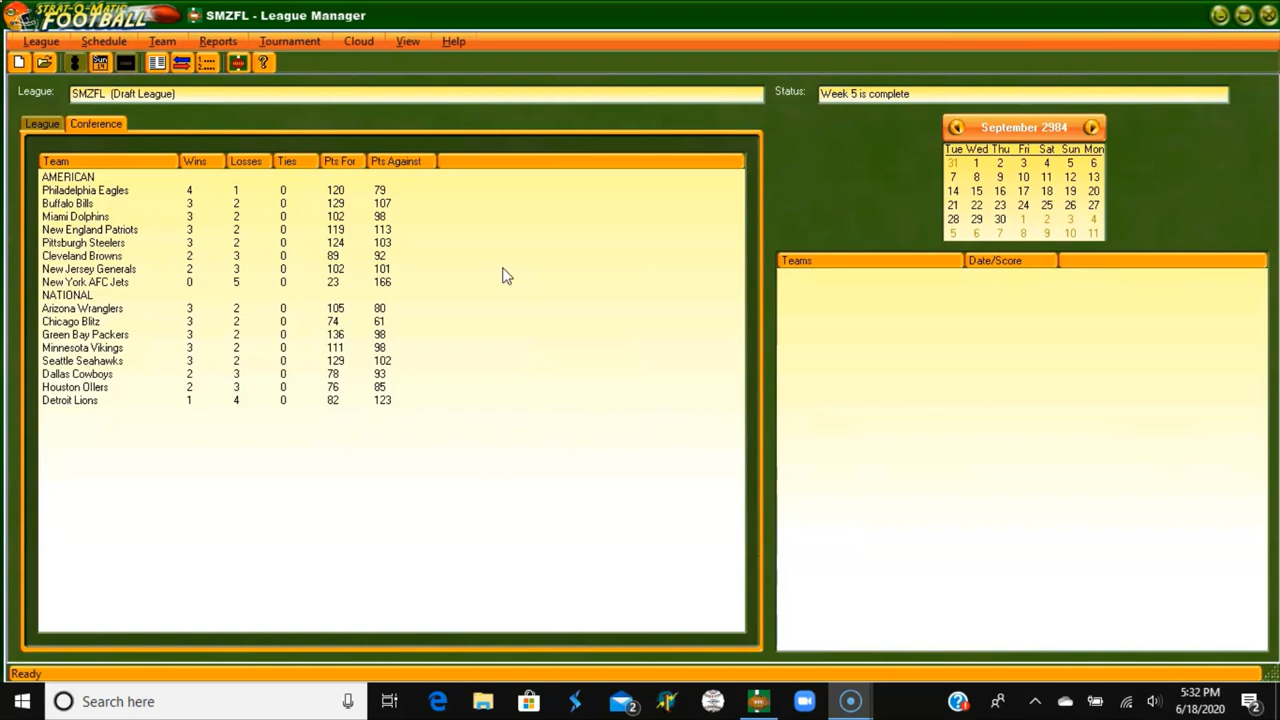 STRAT-O-MATIC
FOOTBALL
SMZFL - League Manager
League Schedule Team Reports Tournament Cloud View Help
League: SMZFL (Draft League) Status: Week 5 is complete
League Conference
Team Wins Losses Ties Pts For Pts Against
AMERICAN
Philadelphia Eagles 4 1 0 120 79
Buffalo Bills 3 2 0 129 107
Miami Dolphins 3 2 0 102 98
New England Patriots 3 2 0 119 113
Pittsburgh Steelers 3 2 0 124 103
Cleveland Browns 2 3 0 89 92
New Jersey Generals 2 3 0 102 101
New York AFC Jets 0 5 0 23 166
NATIONAL
Arizona Wranglers 3 2 0 105 80
Chicago Blitz 3 2 0 74 61
Green Bay Packers 3 2 0 136 98
Minnesota Vikings 3 2 0 111 98
Seattle Seahawks 3 2 0 129 102
Dallas Cowboys 2 3 0 78 93
Houston Oilers 2 3 0 76 85
Detroit Lions 1 4 0 82 123
September 2984
Tue Wed Thu Fri Sat Sun Mon
31 1 2 3 4 5 6
7 8 9 10 11 12 13
14 15 16 17 18 19 20
21 22 23 24 25 26 27
28 29 30 1 2 3 4
5 6 7 8 9 10 11
Teams Date/Score
Ready
Search here
2
5:32 PM
6/18/2020
2